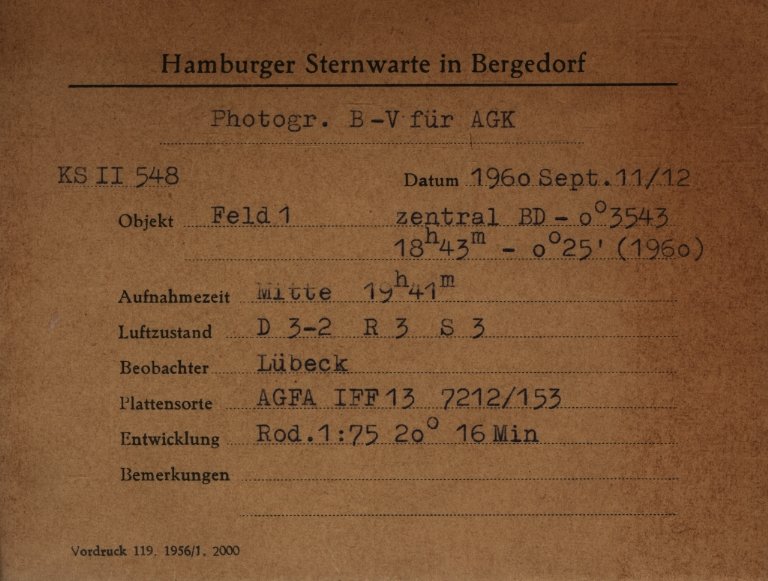 Hamburger Sternwarte in Bergedorf
Photogr. B-V für AGK
KS II 548 Datum 1960 Sept.11/12
Objekt Feld 1 zentral BD - 0°3543
18ʰ43ᵐ - 0°25' (1960)
Aufnahmezeit Mitte 19ʰ41ᵐ
Luftzustand D 3-2 R 3 S 3
Beobachter Lübeck
Plattensorte AGFA IFF 13 7212/153
Entwicklung Rod.1:75 20° 16 Min
Bemerkungen
Vordruck 119. 1956/1. 2000